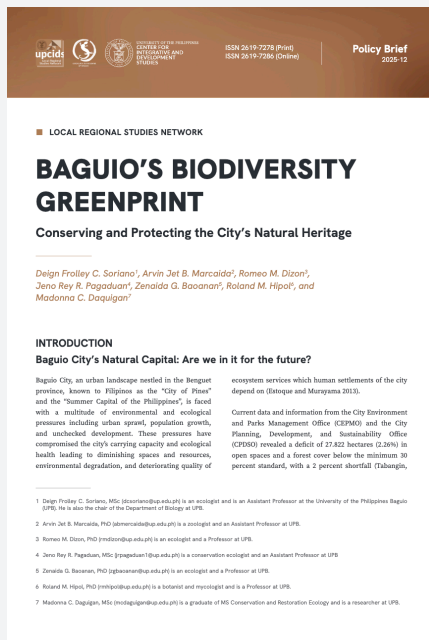 upcids
UNIVERSITY OF THE PHILIPPINES
CENTER FOR
INTEGRATIVE AND
DEVELOPMENT
STUDIES
ISSN 2619-7278 (Print)
ISSN 2619-7286 (Online)
Policy Brief
2025-12
LOCAL REGIONAL STUDIES NETWORK
BAGUIO'S BIODIVERSITY
GREENPRINT
Conserving and Protecting the City's Natural Heritage
Deign Frolley C. Soriano1, Arvin Jet B. Marcaida2, Romeo M. Dizon3,
Jeno Rey R. Pagaduan4, Zenaida G. Baoanan5, Roland M. Hipol6, and
Madonna C. Daquigan7
INTRODUCTION
Baguio City's Natural Capital: Are we in it for the future?
Baguio City, an urban landscape nestled in the Benguet
province, known to Filipinos as the "City of Pines"
and the "Summer Capital of the Philippines", is faced
with a multitude of environmental and ecological
pressures including urban sprawl, population growth,
and unchecked development. These pressures have
compromised the city's carrying capacity and ecological
health leading to diminishing spaces and resources,
environmental degradation, and deteriorating quality of
ecosystem services which human settlements of the city
depend on (Estoque and Murayama 2013).
Current data and information from the City Environment
and Parks Management Office (CEPMO) and the City
Planning, Development, and Sustainability Office
(CPDSO) revealed a deficit of 27.822 hectares (2.26%) in
open spaces and a forest cover below the minimum 30
percent standard, with a 2 percent shortfall (Tabangin,
1 Deign Frolley C. Soriano, MSc (dcsoriano@up.edu.ph) is an ecologist and is an Assistant Professor at the University of the Philippines Baguio
(UPB). He is also the chair of the Department of Biology at UPB.
2 Arvin Jet B. Marcaida, PhD (abmarcaida@up.edu.ph) is a zoologist and an Assistant Professor at UPB.
3 Romeo M. Dizon, PhD (rmdizon@up.edu.ph) is an ecologist and a Professor at UPB.
4 Jeno Rey R. Pagaduan, MSc (jrpagaduan1@up.edu.ph) is a conservation ecologist and an Assistant Professor at UPB
5 Zenaida G. Baoanan, PhD (zgbaoanan@up.edu.ph) is an ecologist and a Professor at UPB.
6 Roland M. Hipol, PhD (rmhipol@up.edu.ph) is a botanist and mycologist and is a Professor at UPB.
7 Madonna C. Daguigan, MSc (mcdaguigan@up.edu.ph) is a graduate of MS Conservation and Restoration Ecology and is a researcher at UPB.